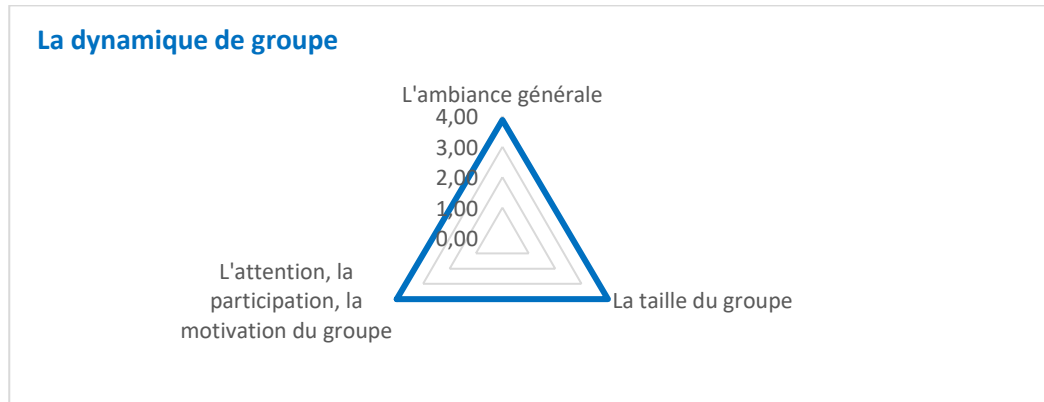 La dynamique de groupe
L'ambiance générale
4,00
3,00
2,00
1,00
0,00
L'attention, la
participation, la
motivation du groupe
La taille du groupe